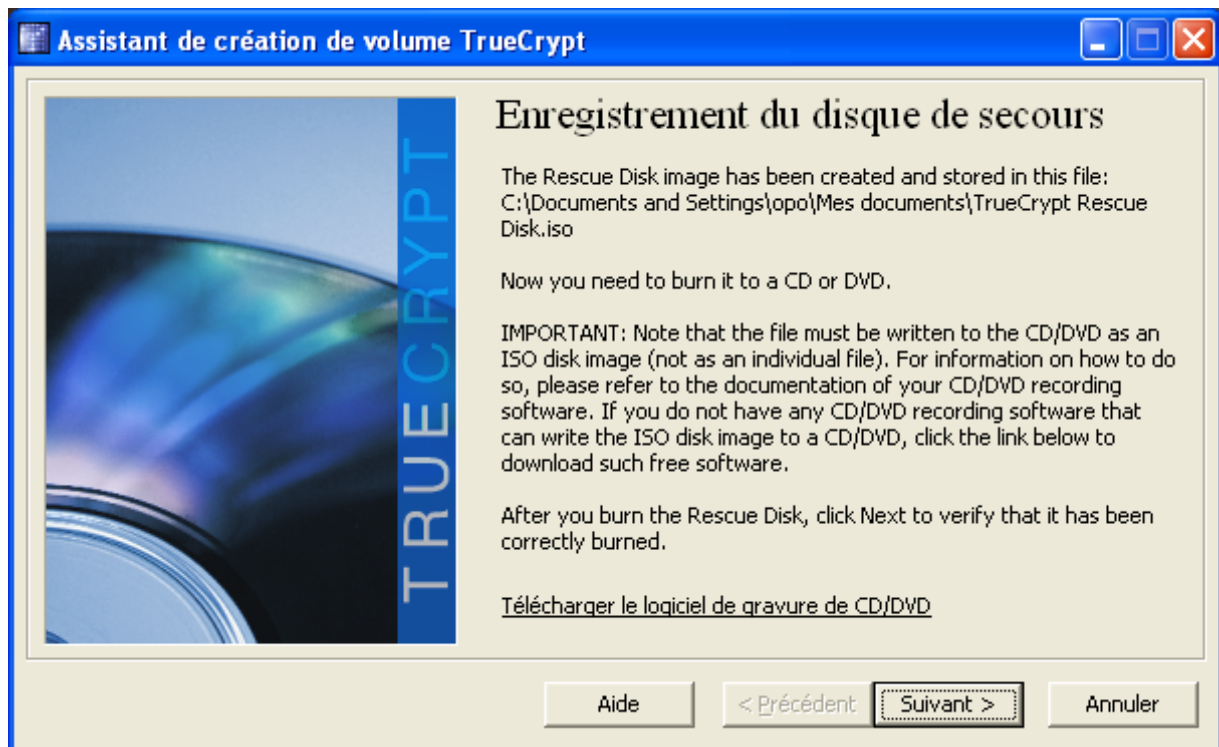 Assistant de création de volume TrueCrypt
TRUECRYPT
Enregistrement du disque de secours
The Rescue Disk image has been created and stored in this file:
C:\Documents and Settings\opo\Mes documents\TrueCrypt Rescue
Disk.iso
Now you need to burn it to a CD or DVD.
IMPORTANT: Note that the file must be written to the CD/DVD as an
ISO disk image (not as an individual file). For information on how to do
so, please refer to the documentation of your CD/DVD recording
software. If you do not have any CD/DVD recording software that
can write the ISO disk image to a CD/DVD, click the link below to
download such free software.
After you burn the Rescue Disk, click Next to verify that it has been
correctly burned.
Télécharger le logiciel de gravure de CD/DVD
Aide
< Précédent
Suivant >
Annuler